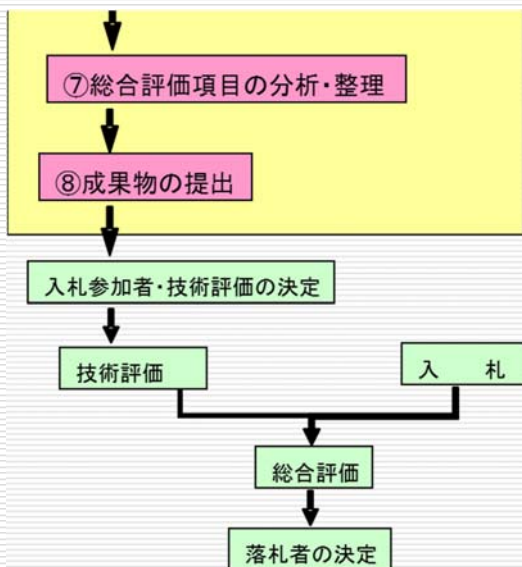 ⑦総合評価項目の分析・整理
⑧成果物の提出
入札参加者・技術評価の決定
技術評価
入　　札
総合評価
落札者の決定